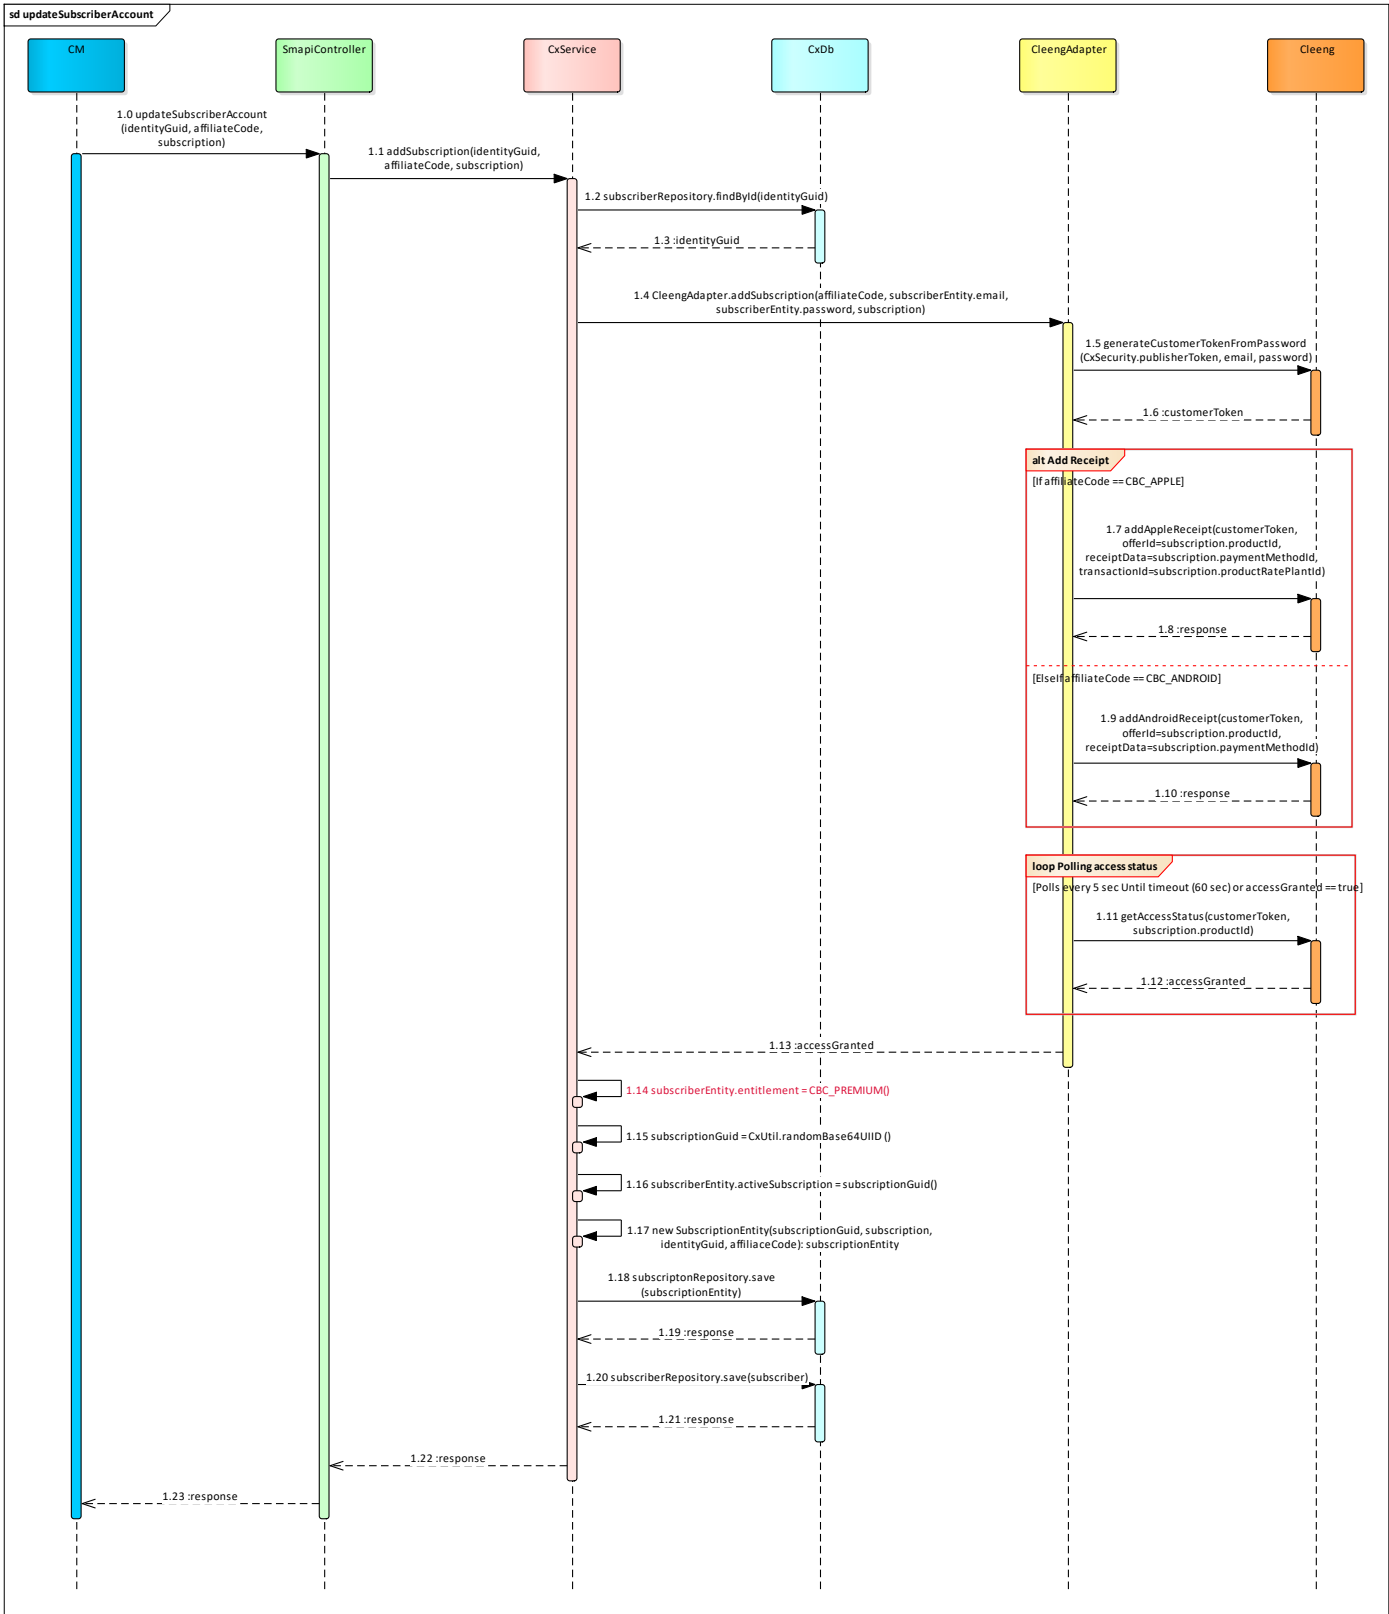 sd updateSubscriberAccount
CM
SmapiController
CxService
CxDb
CleengAdapter
Cleeng
1.0 updateSubscriberAccount
(identityGuid, affiliateCode,
subscription)
1.1 addSubscription(identityGuid,
affiliateCode, subscription)
1.2 subscriberRepository.findById(identityGuid)
1.3 :identityGuid
1.4 CleengAdapter.addSubscription(affiliateCode, subscriberEntity.email,
subscriberEntity.password, subscription)
1.5 generateCustomerTokenFromPassword
(CxSecurity.publisherToken, email, password)
1.6 :customerToken
alt Add Receipt
[If affiliateCode == CBC_APPLE]
1.7 addAppleReceipt(customerToken,
offerId=subscription.productId,
receiptData=subscription.paymentMethodId,
transactionId=subscription.productRatePlantId)
1.8 :response
[ElseIf affiliateCode == CBC_ANDROID]
1.9 addAndroidReceipt(customerToken,
offerId=subscription.productId,
receiptData=subscription.paymentMethodId)
1.10 :response
loop Polling access status
[Polls every 5 sec Until timeout (60 sec) or accessGranted == true]
1.11 getAccessStatus(customerToken,
subscription.productId)
1.12 :accessGranted
1.13 :accessGranted
1.14 subscriberEntity.entitlement = CBC_PREMIUM()
1.15 subscriptionGuid = CxUtil.randomBase64UIID ()
1.16 subscriberEntity.activeSubscription = subscriptionGuid()
1.17 new SubscriptionEntity(subscriptionGuid, subscription,
identityGuid, affiliaceCode): subscriptionEntity
1.18 subscriptonRepository.save
(subscriptionEntity)
1.19 :response
1.20 subscriberRepository.save(subscriber)
1.21 :response
1.22 :response
1.23 :response